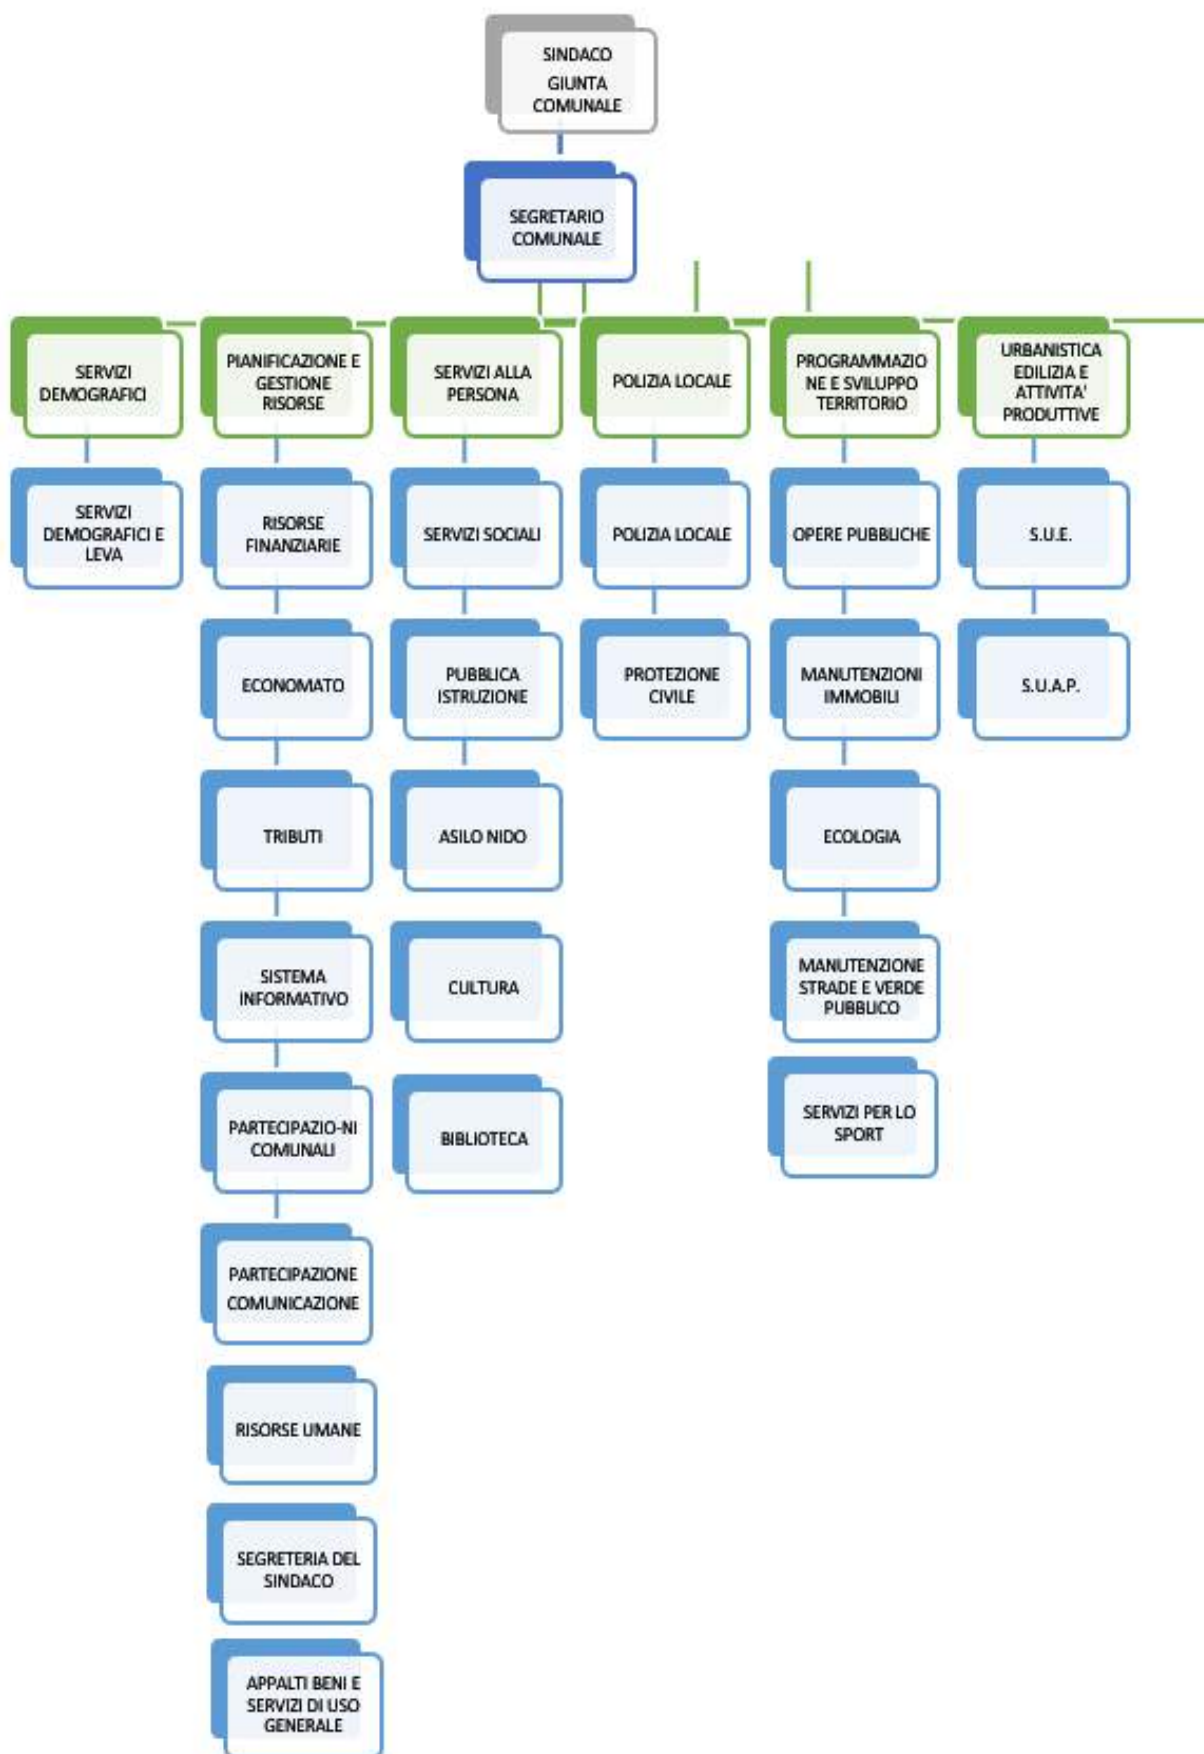 SINDACO
GIUNTA
COMUNALE
SEGRETARIO
COMUNALE
SERVIZI
DEMOGRAFICI
PIANIFICAZIONE E
GESTIONE
RISORSE
SERVIZI ALLA
PERSONA
POLIZIA LOCALE
PROGRAMMAZIO
NE E SVILUPPO
TERRITORIO
URBANISTICA
EDILIZIA E
ATTIVITA'
PRODUTTIVE
SERVIZI
DEMOGRAFICI E
LEVA
RISORSE
FINANZIARIE
SERVIZI SOCIALI
POLIZIA LOCALE
OPERE PUBBLICHE
S.U.E.
ECONOMATO
PUBBLICA
ISTRUZIONE
PROTEZIONE
CIVILE
MANUTENZIONI
IMMOBILI
S.U.A.P.
TRIBUTI
ASILO NIDO
ECOLOGIA
SISTEMA
INFORMATIVO
CULTURA
MANUTENZIONE
STRADE E VERDE
PUBBLICO
PARTECIPAZIO-NI
COMUNALI
BIBLIOTECA
SERVIZI PER LO
SPORT
PARTECIPAZIONE
COMUNICAZIONE
RISORSE UMANE
SEGRETERIA DEL
SINDACO
APPALTI BENI E
SERVIZI DI USO
GENERALE